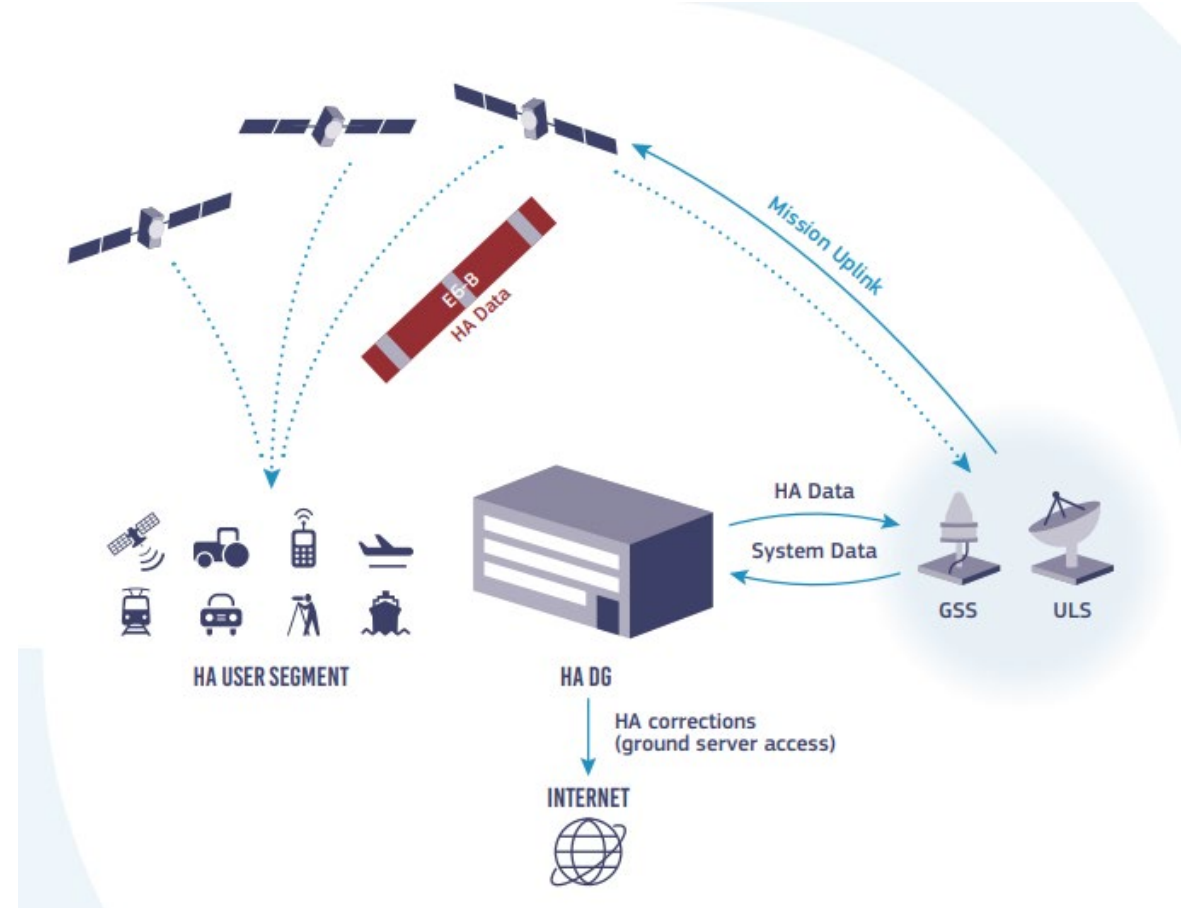 Mission Uplink
E6-B
HA Data
HA Data
System Data
GSS
ULS
HA USER SEGMENT
HA DG
HA corrections
(ground server access)
INTERNET